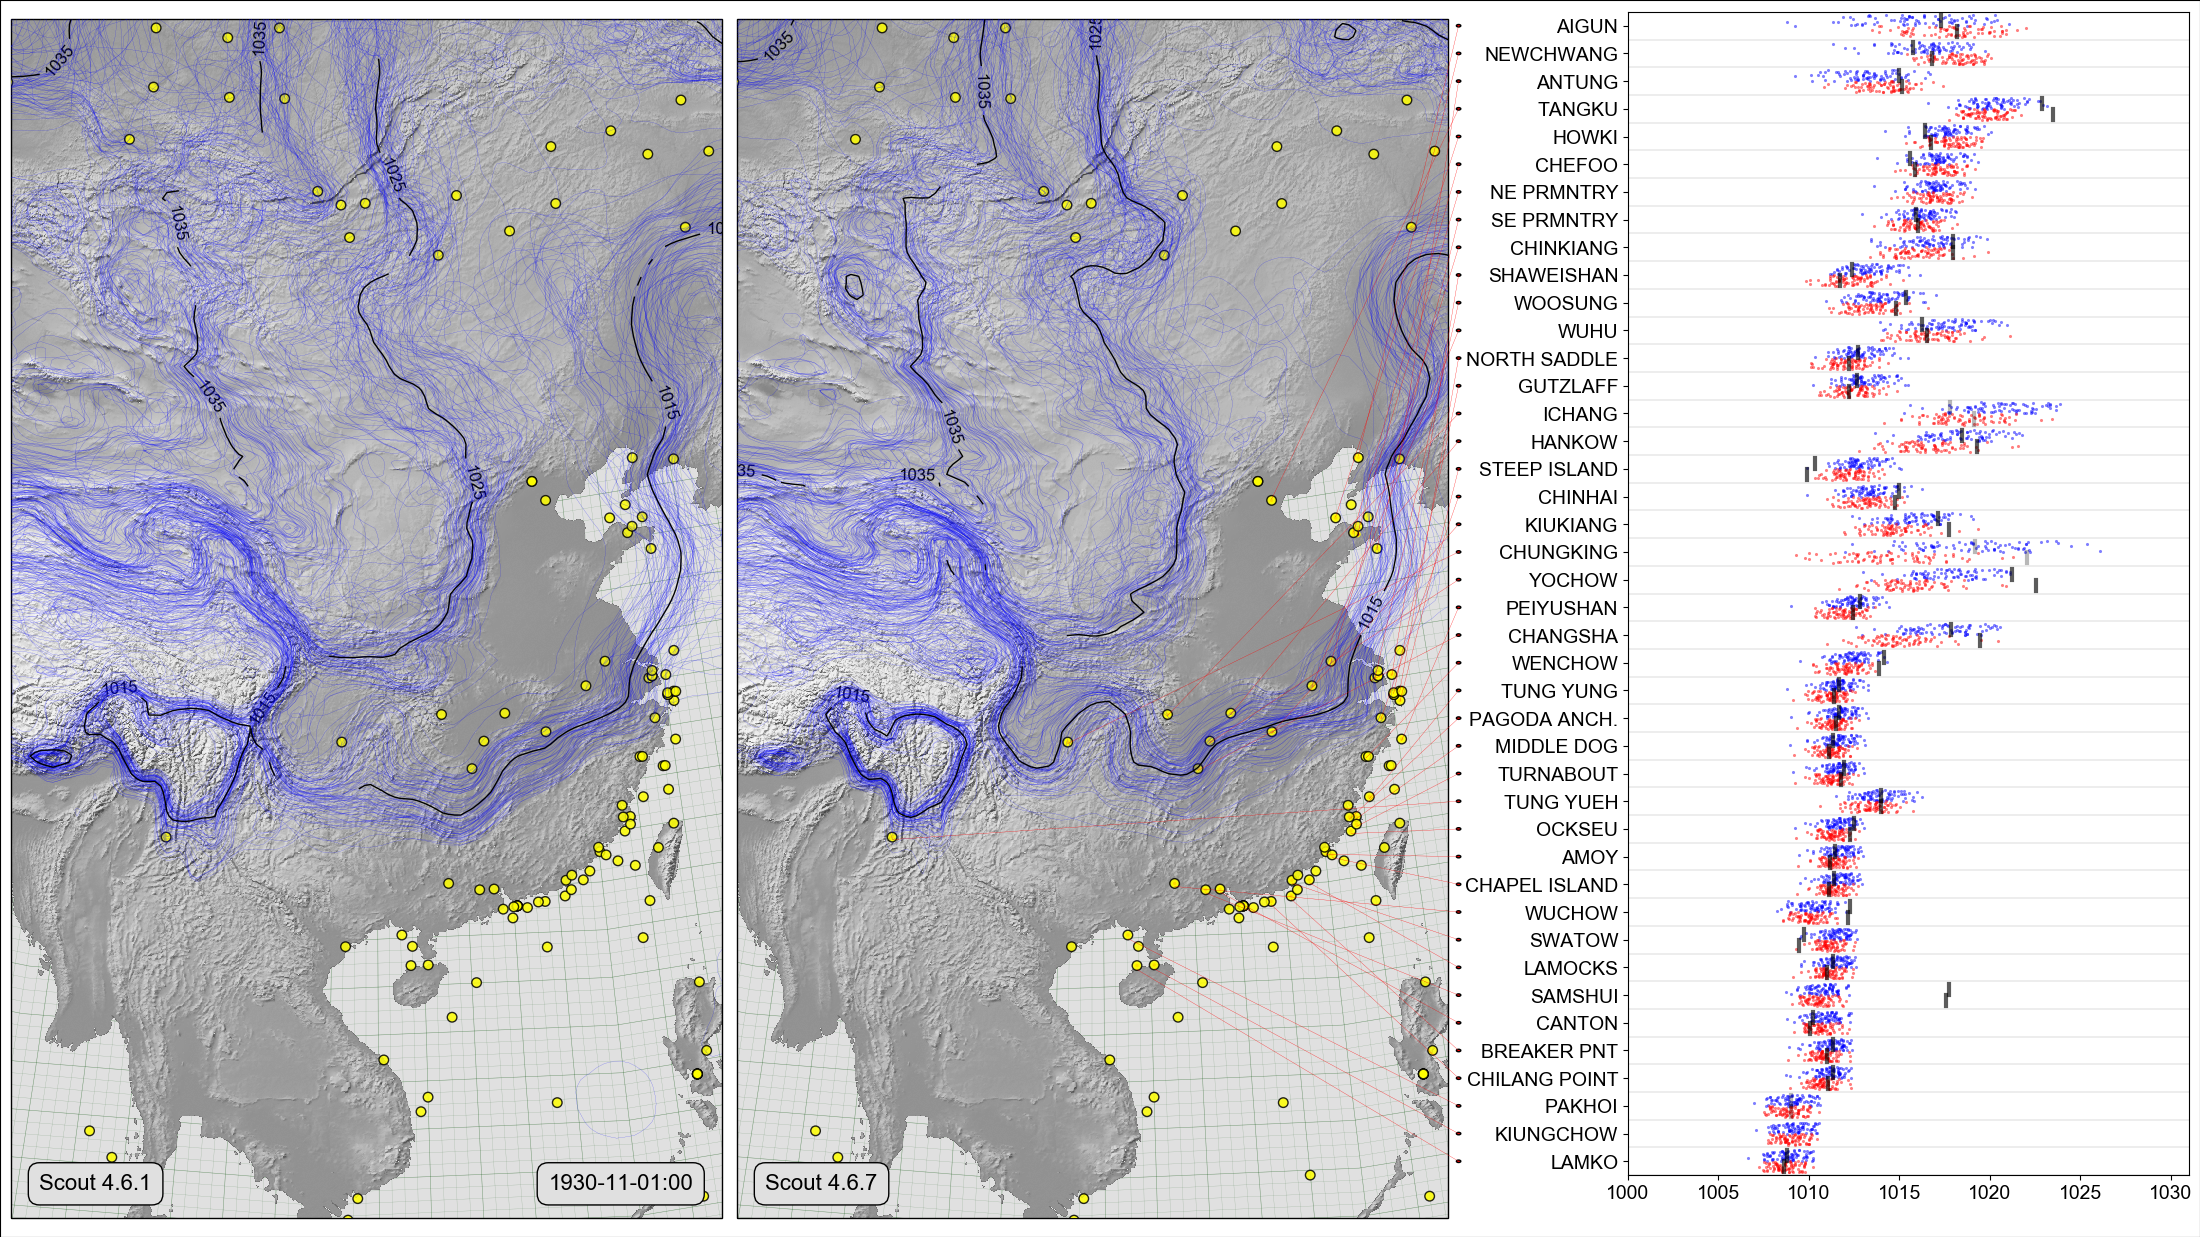 1035
1035
1025
1035
10
1035
1015
1025
1015
1015
Scout 4.6.1
1930-11-01:00
1035
1025
1035
1035
35
1035
1015
1015
Scout 4.6.7
AIGUN
NEWCHWANG
ANTUNG
TANGKU
HOWKI
CHEFOO
NE PRMNTRY
SE PRMNTRY
CHINKIANG
SHAWEISHAN
WOOSUNG
WUHU
NORTH SADDLE
GUTZLAFF
ICHANG
HANKOW
STEEP ISLAND
CHINHAI
KIUKIANG
CHUNGKING
YOCHOW
PEIYUSHAN
CHANGSHA
WENCHOW
TUNG YUNG
PAGODA ANCH.
MIDDLE DOG
TURNABOUT
TUNG YUEH
OCKSEU
AMOY
CHAPEL ISLAND
WUCHOW
SWATOW
LAMOCKS
SAMSHUI
CANTON
BREAKER PNT
CHILANG POINT
PAKHOI
KIUNGCHOW
LAMKO
1000 1005 1010 1015 1020 1025 1030